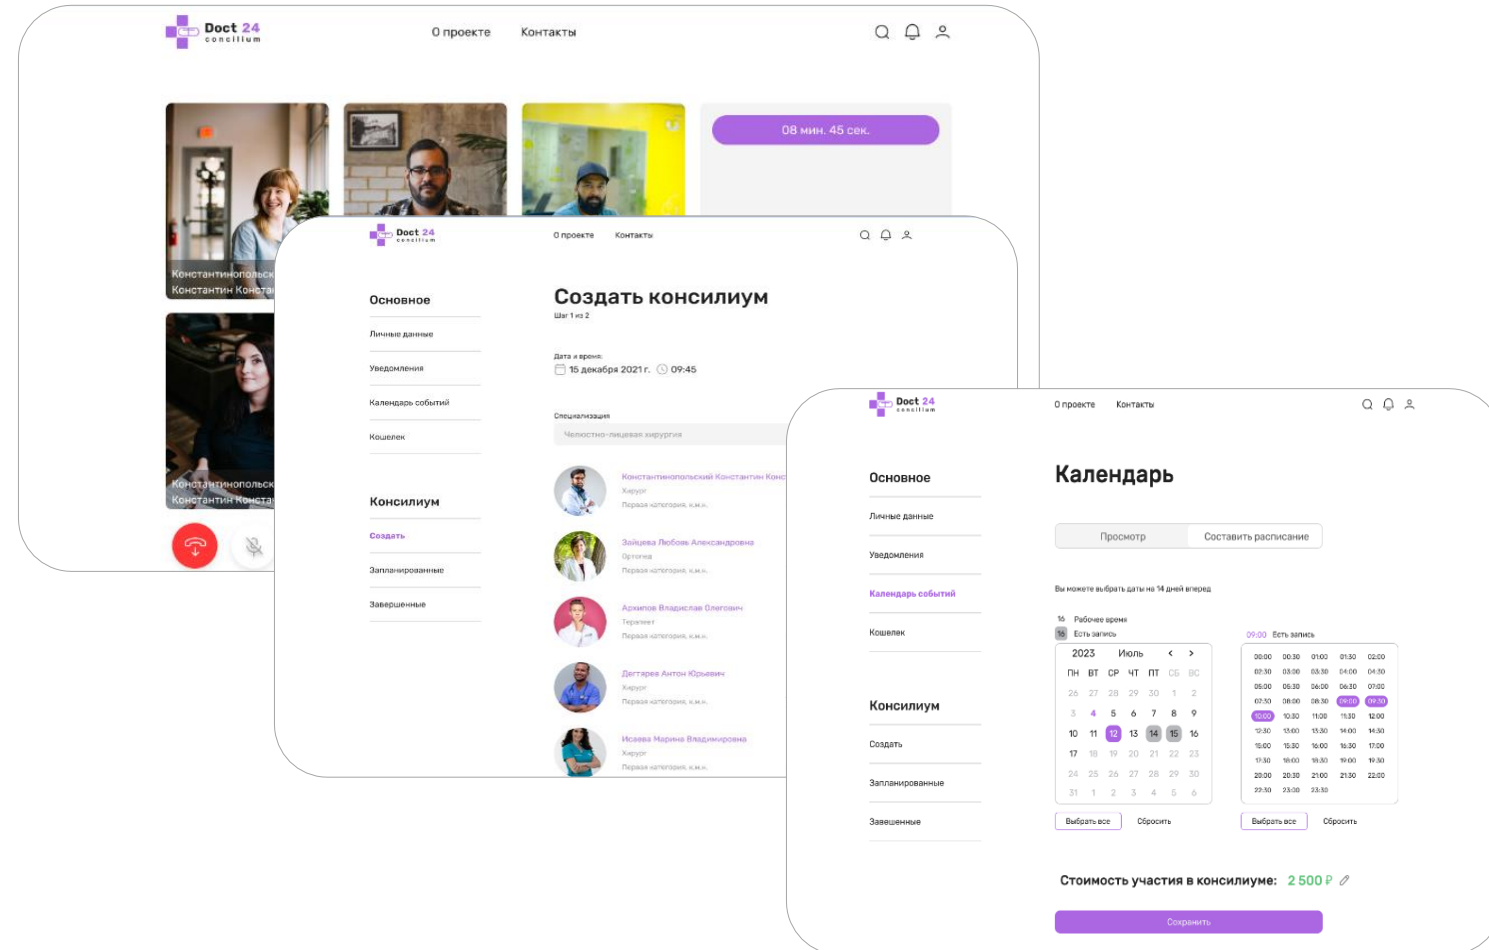 Doct 24
concilium
О проекте
Контакты
08 мин. 45 сек.
Константинопольск
Константин Конста
Константинопольск
Константин Конста
Doct 24
concilium
О проекте
Контакты
Основное
Личные данные
Уведомления
Календарь событий
Кошелек
Консилиум
Создать
Запланированные
Завершенные
Создать консилиум
Шаг 1 из 2
Дата и время:
15 декабря 2021 г. 09:45
Специализация
Челюстно-лицевая хирургия
Константинопольский Константин Конс
Хирург
Первая категория, к.м.н.
Зайцева Любовь Александровна
Ортопед
Первая категория, к.м.н.
Архипов Владислав Олегович
Терапевт
Первая категория, к.м.н.
Дегтярев Антон Юрьевич
Хирург
Первая категория, к.м.н.
Исаева Марина Владимировна
Хирург
Первая категория, к.м.н.
Doct 24
concilium
О проекте
Контакты
Основное
Личные данные
Уведомления
Календарь событий
Кошелек
Консилиум
Создать
Запланированные
Завешенные
Календарь
Просмотр
Составить расписание
Вы можете выбрать даты на 14 дней вперед
16 Рабочее время
16 Есть запись
2023 Июль < >
ПН ВТ СР ЧТ ПТ СБ ВС
26 27 28 29 30 1 2
3 4 5 6 7 8 9
10 11 12 13 14 15 16
17 18 19 20 21 22 23
24 25 26 27 28 29 30
31 1 2 3 4 5 6
Выбрать все
Сбросить
09:00 Есть запись
00:00 00:30 01:00 01:30 02:00
02:30 03:00 03:30 04:00 04:30
05:00 05:30 06:00 06:30 07:00
07:30 08:00 08:30 09:00 09:30
10:00 10:30 11:00 11:30 12:00
12:30 13:00 13:30 14:00 14:30
15:00 15:30 16:00 16:30 17:00
17:30 18:00 18:30 19:00 19:30
20:00 20:30 21:00 21:30 22:00
22:30 23:00 23:30
Выбрать все
Сбросить
Стоимость участия в консилиуме: 2 500 ₽
Сохранить